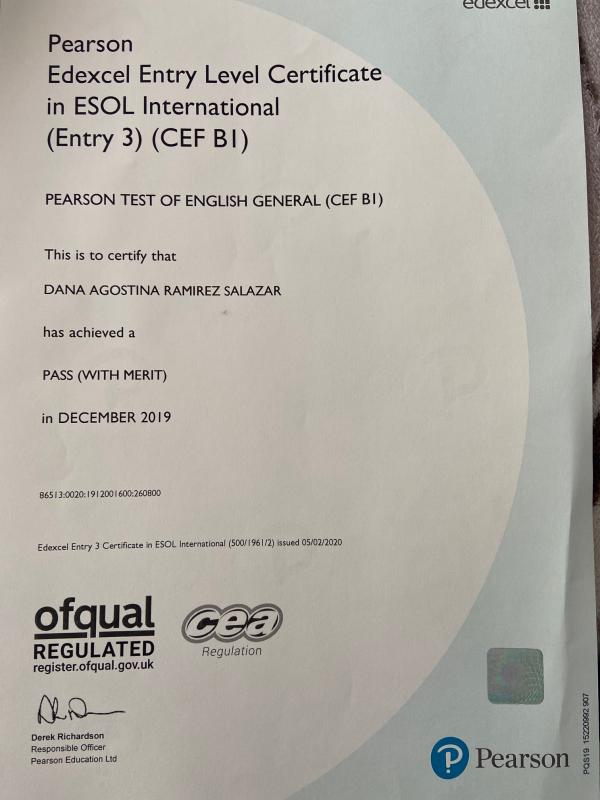 edexcel
Pearson
Edexcel Entry Level Certificate
in ESOL International
(Entry 3) (CEF B1)
PEARSON TEST OF ENGLISH GENERAL (CEF B1)
This is to certify that
DANA AGOSTINA RAMIREZ SALAZAR
has achieved a
PASS (WITH MERIT)
in DECEMBER 2019
86513:0020:1912001600:260800
Edexcel Entry 3 Certificate in ESOL International (500/1961/2) issued 05/02/2020
ofqual
REGULATED
register.ofqual.gov.uk
cea
Regulation
Derek Richardson
Responsible Officer
Pearson Education Ltd
P Pearson
PQS19 15220992 907